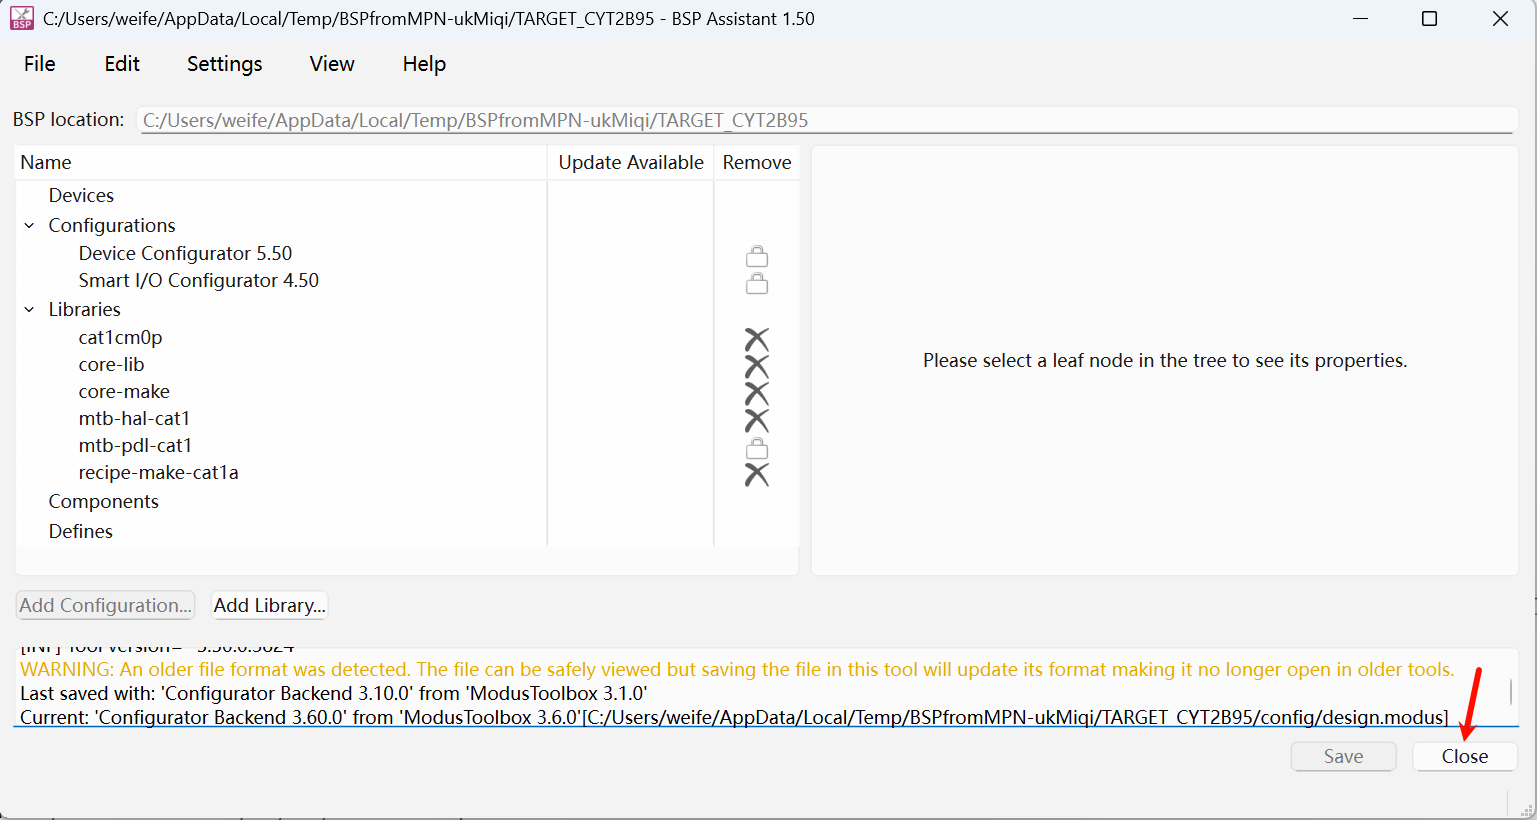 C:/Users/weife/AppData/Local/Temp/BSPfromMPN-ukMiqi/TARGET_CYT2B95 - BSP Assistant 1.50
File Edit Settings View Help
BSP location: C:/Users/weife/AppData/Local/Temp/BSPfromMPN-ukMiqi/TARGET_CYT2B95
Name Update Available Remove
Devices
Configurations
Device Configurator 5.50
Smart I/O Configurator 4.50
Libraries
cat1cm0p
core-lib
core-make
mtb-hal-cat1
mtb-pdl-cat1
recipe-make-cat1a
Components
Defines
Please select a leaf node in the tree to see its properties.
Add Configuration... Add Library...
WARNING: An older file format was detected. The file can be safely viewed but saving the file in this tool will update its format making it no longer open in older tools.
Last saved with: 'Configurator Backend 3.10.0' from 'ModusToolbox 3.1.0'
Current: 'Configurator Backend 3.60.0' from 'ModusToolbox 3.6.0'[C:/Users/weife/AppData/Local/Temp/BSPfromMPN-ukMiqi/TARGET_CYT2B95/config/design.modus]
Save Close